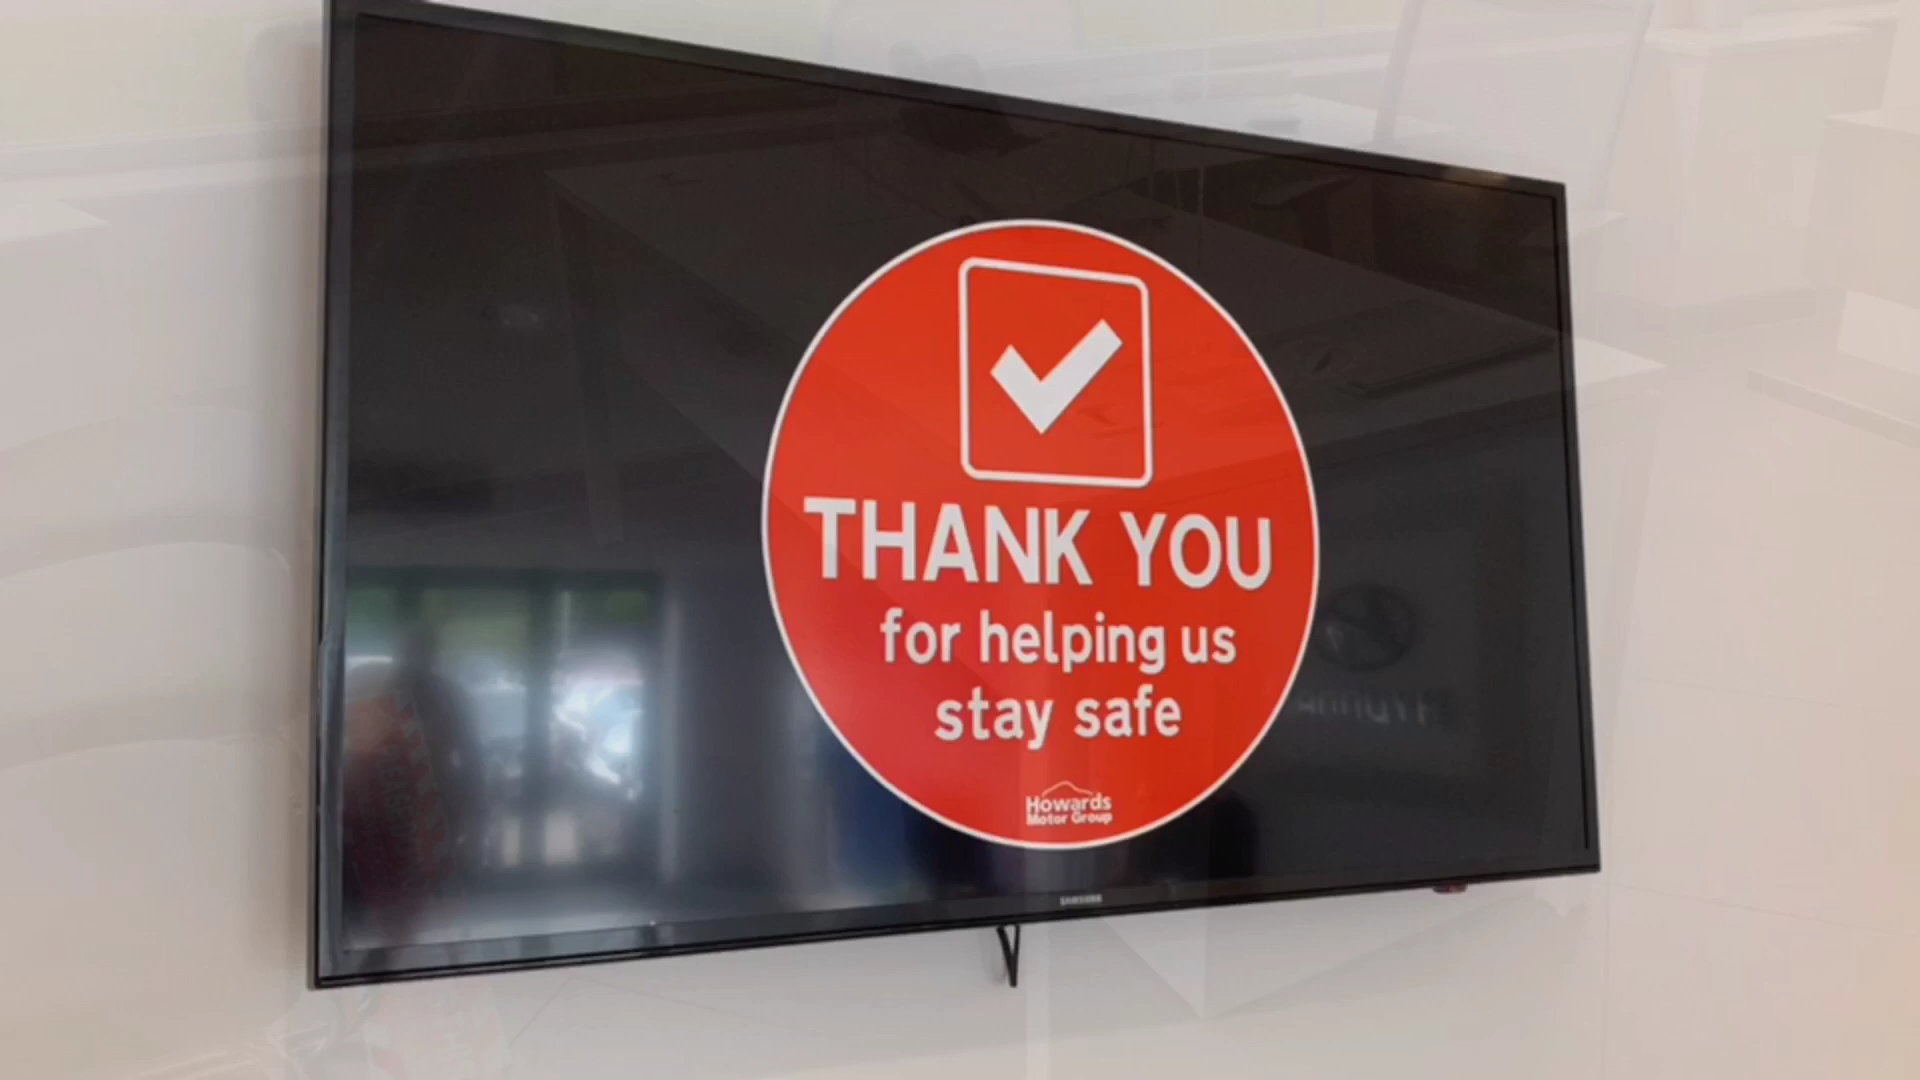 THANK YOU
for helping us
stay safe
Howards
Motor Group
SAMSUNG